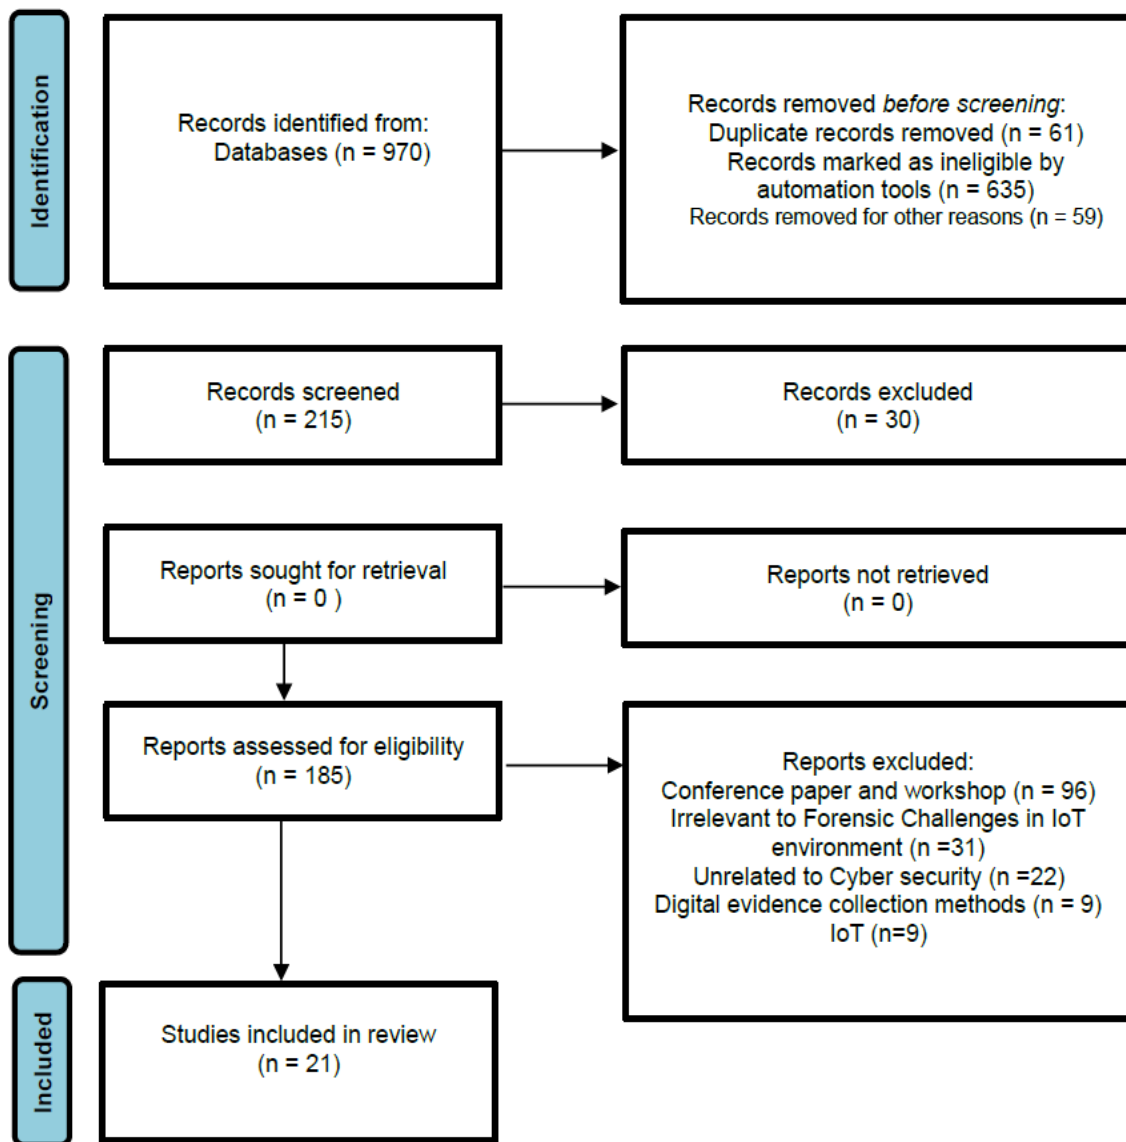 Identification
Records identified from:
Databases (n = 970)
Records removed before screening:
Duplicate records removed (n = 61)
Records marked as ineligible by
automation tools (n = 635)
Records removed for other reasons (n = 59)
Screening
Records screened
(n = 215)
Records excluded
(n = 30)
Reports sought for retrieval
(n = 0 )
Reports not retrieved
(n = 0)
Reports assessed for eligibility
(n = 185)
Reports excluded:
Conference paper and workshop (n = 96)
Irrelevant to Forensic Challenges in IoT
environment (n =31)
Unrelated to Cyber security (n =22)
Digital evidence collection methods (n = 9)
IoT (n=9)
Included
Studies included in review
(n = 21)